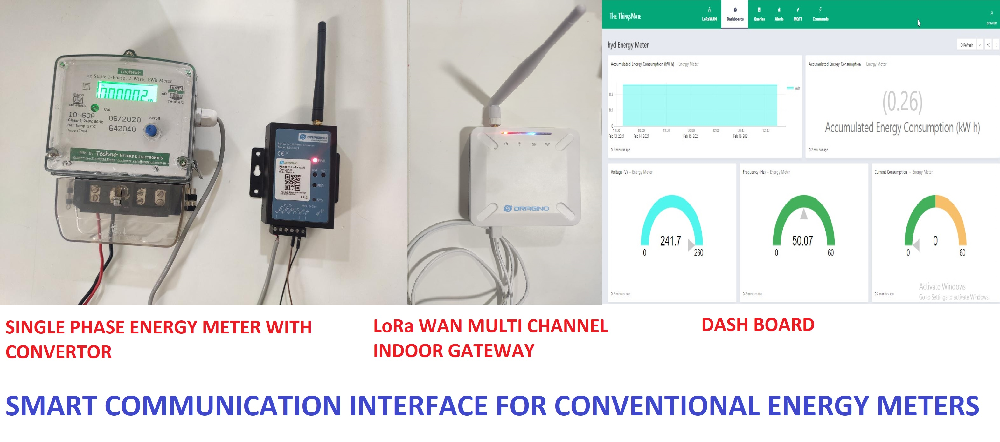 Techno
ac Static 1-Phase, 2-Wire, kWh Meter
000002
kWh
TESTED
&
TRUSTED
TMCB 012
IS:13779
CM/L-0560179
Cal
10-60A
Class-1, 240V, 50Hz
Ref. Temp. 27°C
Type : T124
06/2020
642040
Scroll
Mfd. By : Techno METERS & ELECTRONICS
Coimbatore-33 (INDIA) Email : customer_care@technometers.in
DRAGINO
www.dragino.com
RS485 to LoRaWAN Converter
Model: RS485-LN
CE
DRAGINO
RS485 to LoRa WAN
Converter
Model: RS485-LN
PWR
RST ACT
PRO
SYS
VIN: 5-36v
RS485 A
RS485 B
GND
GND
VIN+
VIN-
PROG
DRAGINO
THE THINGSMATE
LoRaWAN
Dashboards
Queries
Alerts
MQTT
Commands
praveen
hyd Energy Meter
Refresh
Accumulated Energy Consumption (kW h) – Energy Meter
kwh
0.2
0.1
0
12:00 00:00 12:00 00:00 12:00 00:00 12:00
Feb 13, 2021 Feb 14, 2021 Feb 15, 2021 Feb 16, 2021
2 minutes ago
Accumulated Energy Consumption – Energy Meter
(0.26)
Accumulated Energy Consumption (kW h)
2 minutes ago
Voltage (V) – Energy Meter
241.7
0 260
2 minutes ago
Frequency (Hz) – Energy Meter
50.07
0 60
2 minutes ago
Current Consumption – Energy Meter
0
0 60
2 minutes ago
Activate Windows
Go to Settings to activate Windows.
SINGLE PHASE ENERGY METER WITH
CONVERTOR
LoRa WAN MULTI CHANNEL
INDOOR GATEWAY
DASH BOARD
SMART COMMUNICATION INTERFACE FOR CONVENTIONAL ENERGY METERS